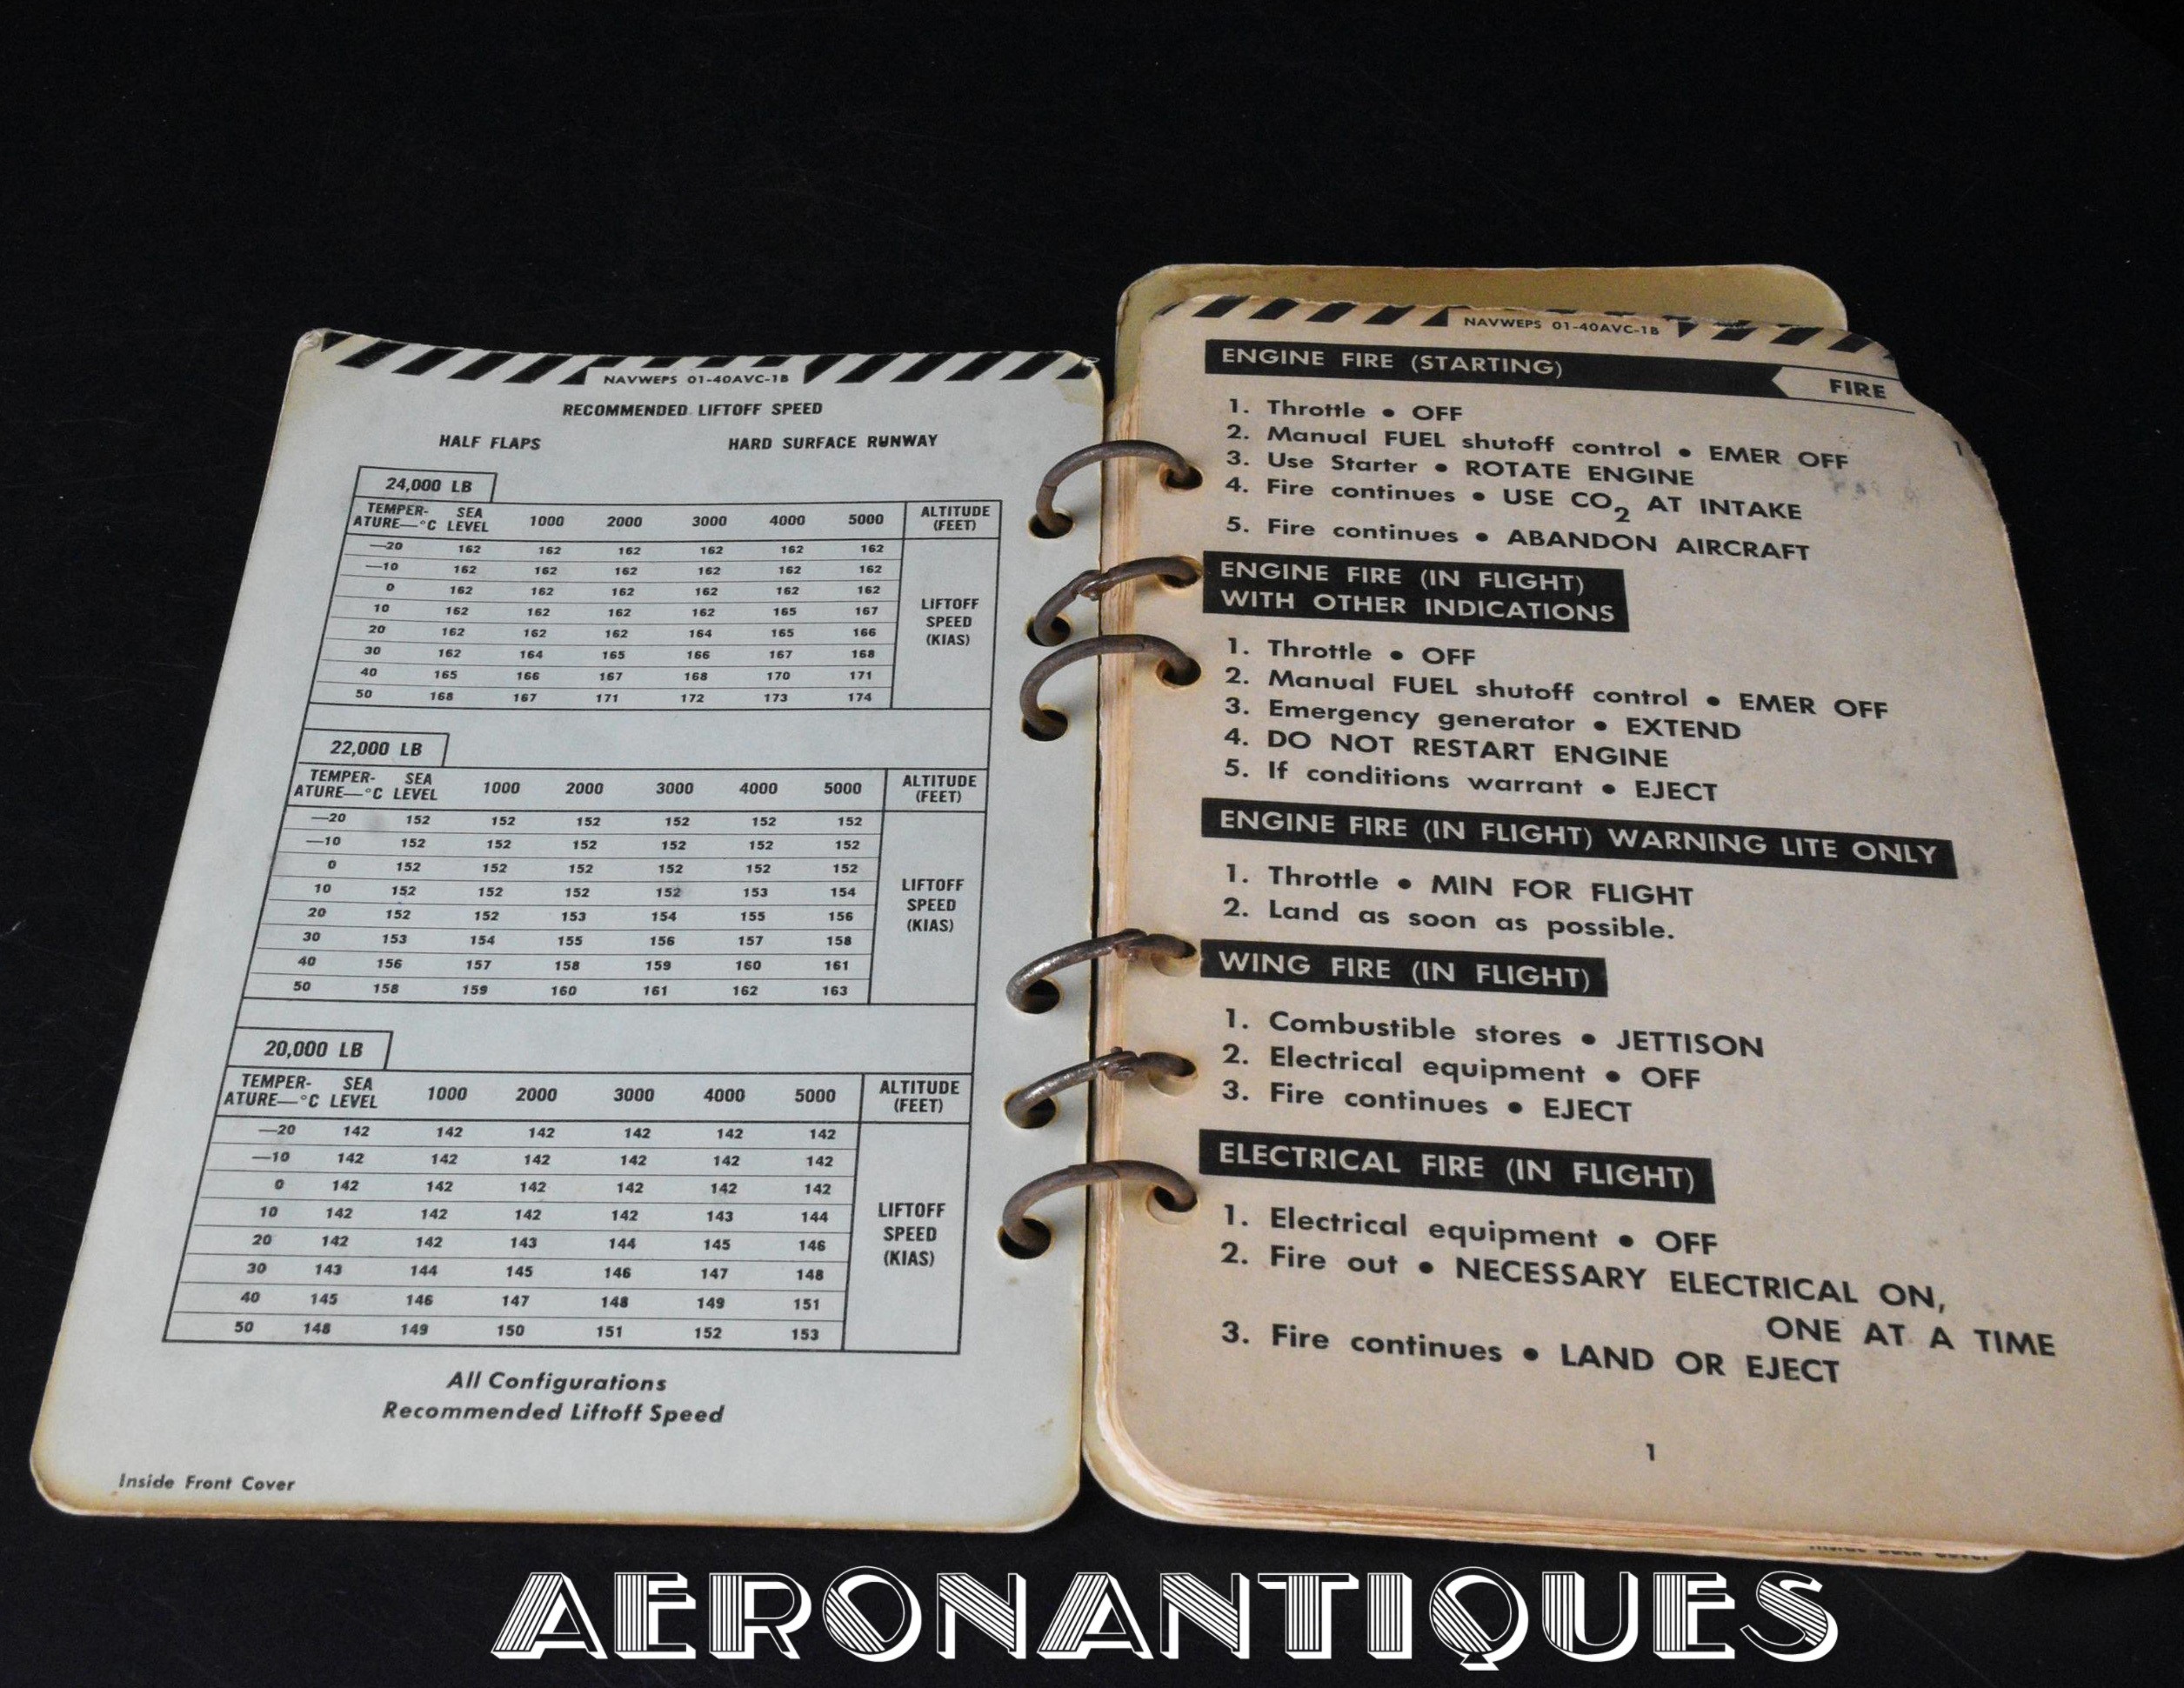 NAVWEPS 01-40AVC-1B
RECOMMENDED LIFTOFF SPEED
HALF FLAPS HARD SURFACE RUNWAY
24,000 LB
TEMPER-ATURE—°C SEA LEVEL 1000 2000 3000 4000 5000 ALTITUDE (FEET)
—20 162 162 162 162 162 162
—10 162 162 162 162 162 162
0 162 162 162 162 162 162
10 162 162 162 162 165 167
20 162 162 162 164 165 166
30 162 164 165 166 167 168
40 165 166 167 168 170 171
50 168 167 171 172 173 174
LIFTOFF
SPEED
(KIAS)
22,000 LB
TEMPER-ATURE—°C SEA LEVEL 1000 2000 3000 4000 5000 ALTITUDE (FEET)
—20 152 152 152 152 152 152
—10 152 152 152 152 152 152
0 152 152 152 152 152 152
10 152 152 152 152 153 154
20 152 152 153 154 155 156
30 153 154 155 156 157 158
40 156 157 158 159 160 161
50 158 159 160 161 162 163
LIFTOFF
SPEED
(KIAS)
20,000 LB
TEMPER-ATURE—°C SEA LEVEL 1000 2000 3000 4000 5000 ALTITUDE (FEET)
—20 142 142 142 142 142 142
—10 142 142 142 142 142 142
0 142 142 142 142 142 142
10 142 142 142 142 143 144
20 142 142 143 144 145 146
30 143 144 145 146 147 148
40 145 146 147 148 149 151
50 148 149 150 151 152 153
LIFTOFF
SPEED
(KIAS)
All Configurations
Recommended Liftoff Speed
Inside Front Cover
NAVWEPS 01-40AVC-1B
ENGINE FIRE (STARTING)
FIRE
1
1. Throttle • OFF
2. Manual FUEL shutoff control • EMER OFF
3. Use Starter • ROTATE ENGINE
4. Fire continues • USE CO2 AT INTAKE
5. Fire continues • ABANDON AIRCRAFT
ENGINE FIRE (IN FLIGHT)
WITH OTHER INDICATIONS
1. Throttle • OFF
2. Manual FUEL shutoff control • EMER OFF
3. Emergency generator • EXTEND
4. DO NOT RESTART ENGINE
5. If conditions warrant • EJECT
ENGINE FIRE (IN FLIGHT) WARNING LITE ONLY
1. Throttle • MIN FOR FLIGHT
2. Land as soon as possible.
WING FIRE (IN FLIGHT)
1. Combustible stores • JETTISON
2. Electrical equipment • OFF
3. Fire continues • EJECT
ELECTRICAL FIRE (IN FLIGHT)
1. Electrical equipment • OFF
2. Fire out • NECESSARY ELECTRICAL ON,
ONE AT A TIME
3. Fire continues • LAND OR EJECT
1
AERONANTIQUES